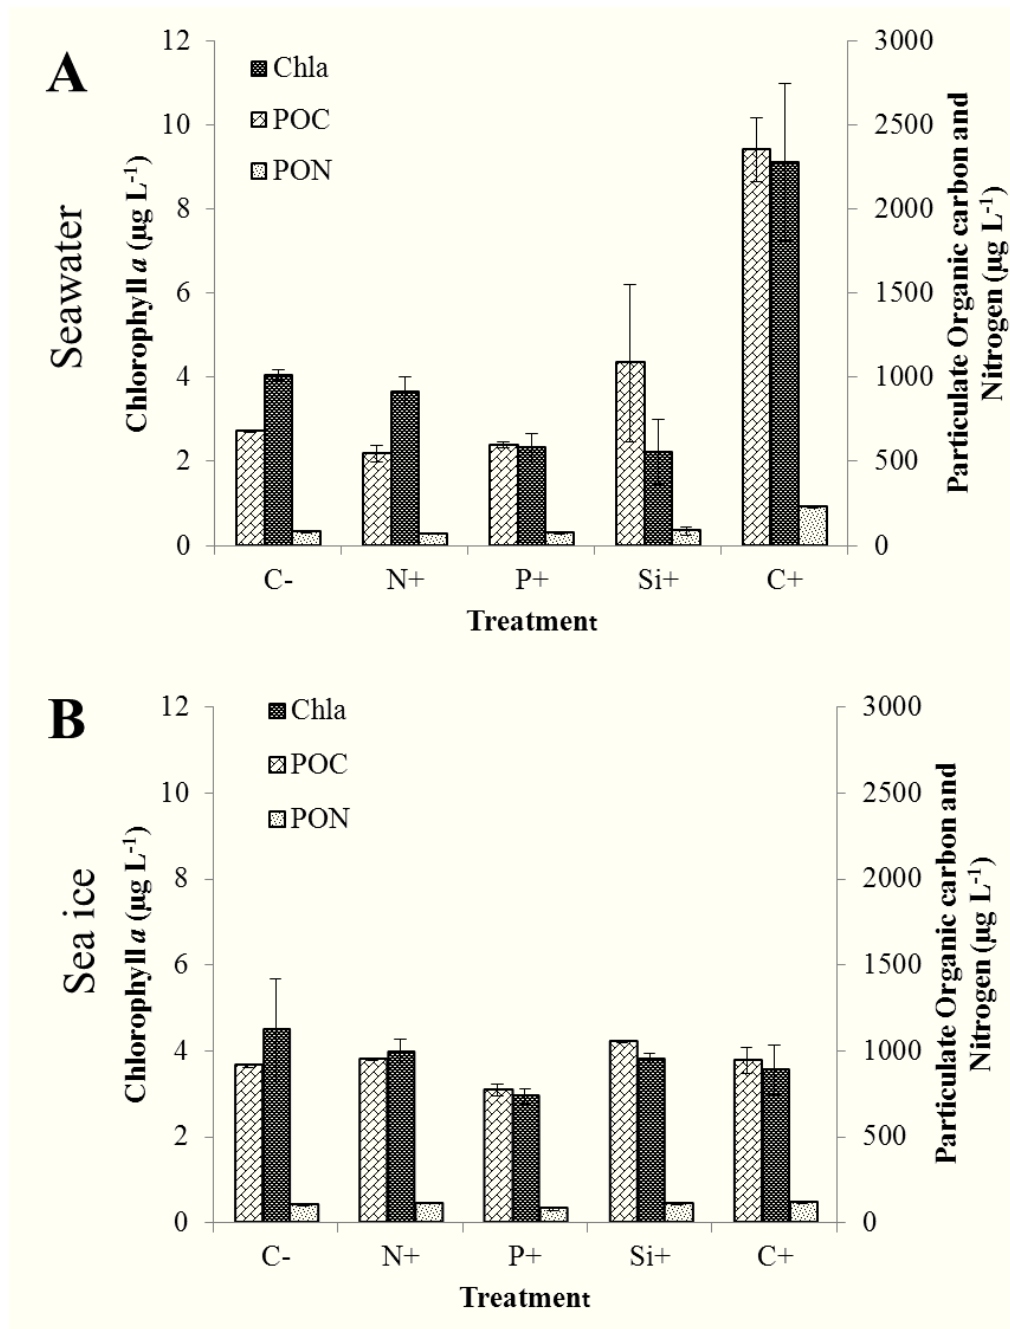 A
Seawater
Chlorophyll a (µg L-1)
12
10
8
6
4
2
0
Chla
POC
PON
3000
2500
2000
1500
1000
500
0
Particulate Organic carbon and
Nitrogen (µg L-1)
C-
N+
P+
Si+
C+
Treatment
B
Sea ice
Chlorophyll a (µg L-1)
12
10
8
6
4
2
0
Chla
POC
PON
3000
2500
2000
1500
1000
500
0
Particulate Organic carbon and
Nitrogen (µg L-1)
C-
N+
P+
Si+
C+
Treatment